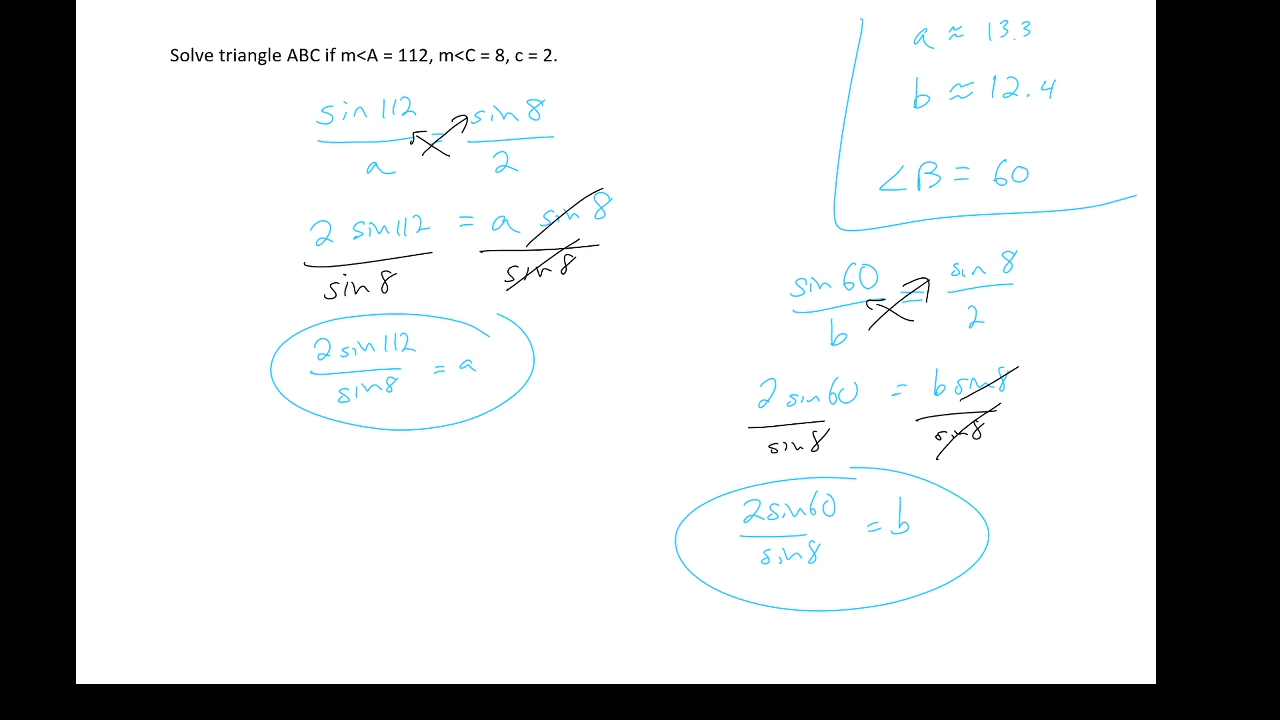 Solve triangle ABC if m<A = 112, m<C = 8, c = 2.
sin 112 / a = sin 8 / 2
2 sin 112 = a sin 8
sin 8 sin 8
2 sin 112 / sin 8 = a
a ≈ 13.3
b ≈ 12.4
∠B = 60
sin 60 / b = sin 8 / 2
2 sin 60 = b sin 8
sin 8 sin 8
2 sin 60 / sin 8 = b